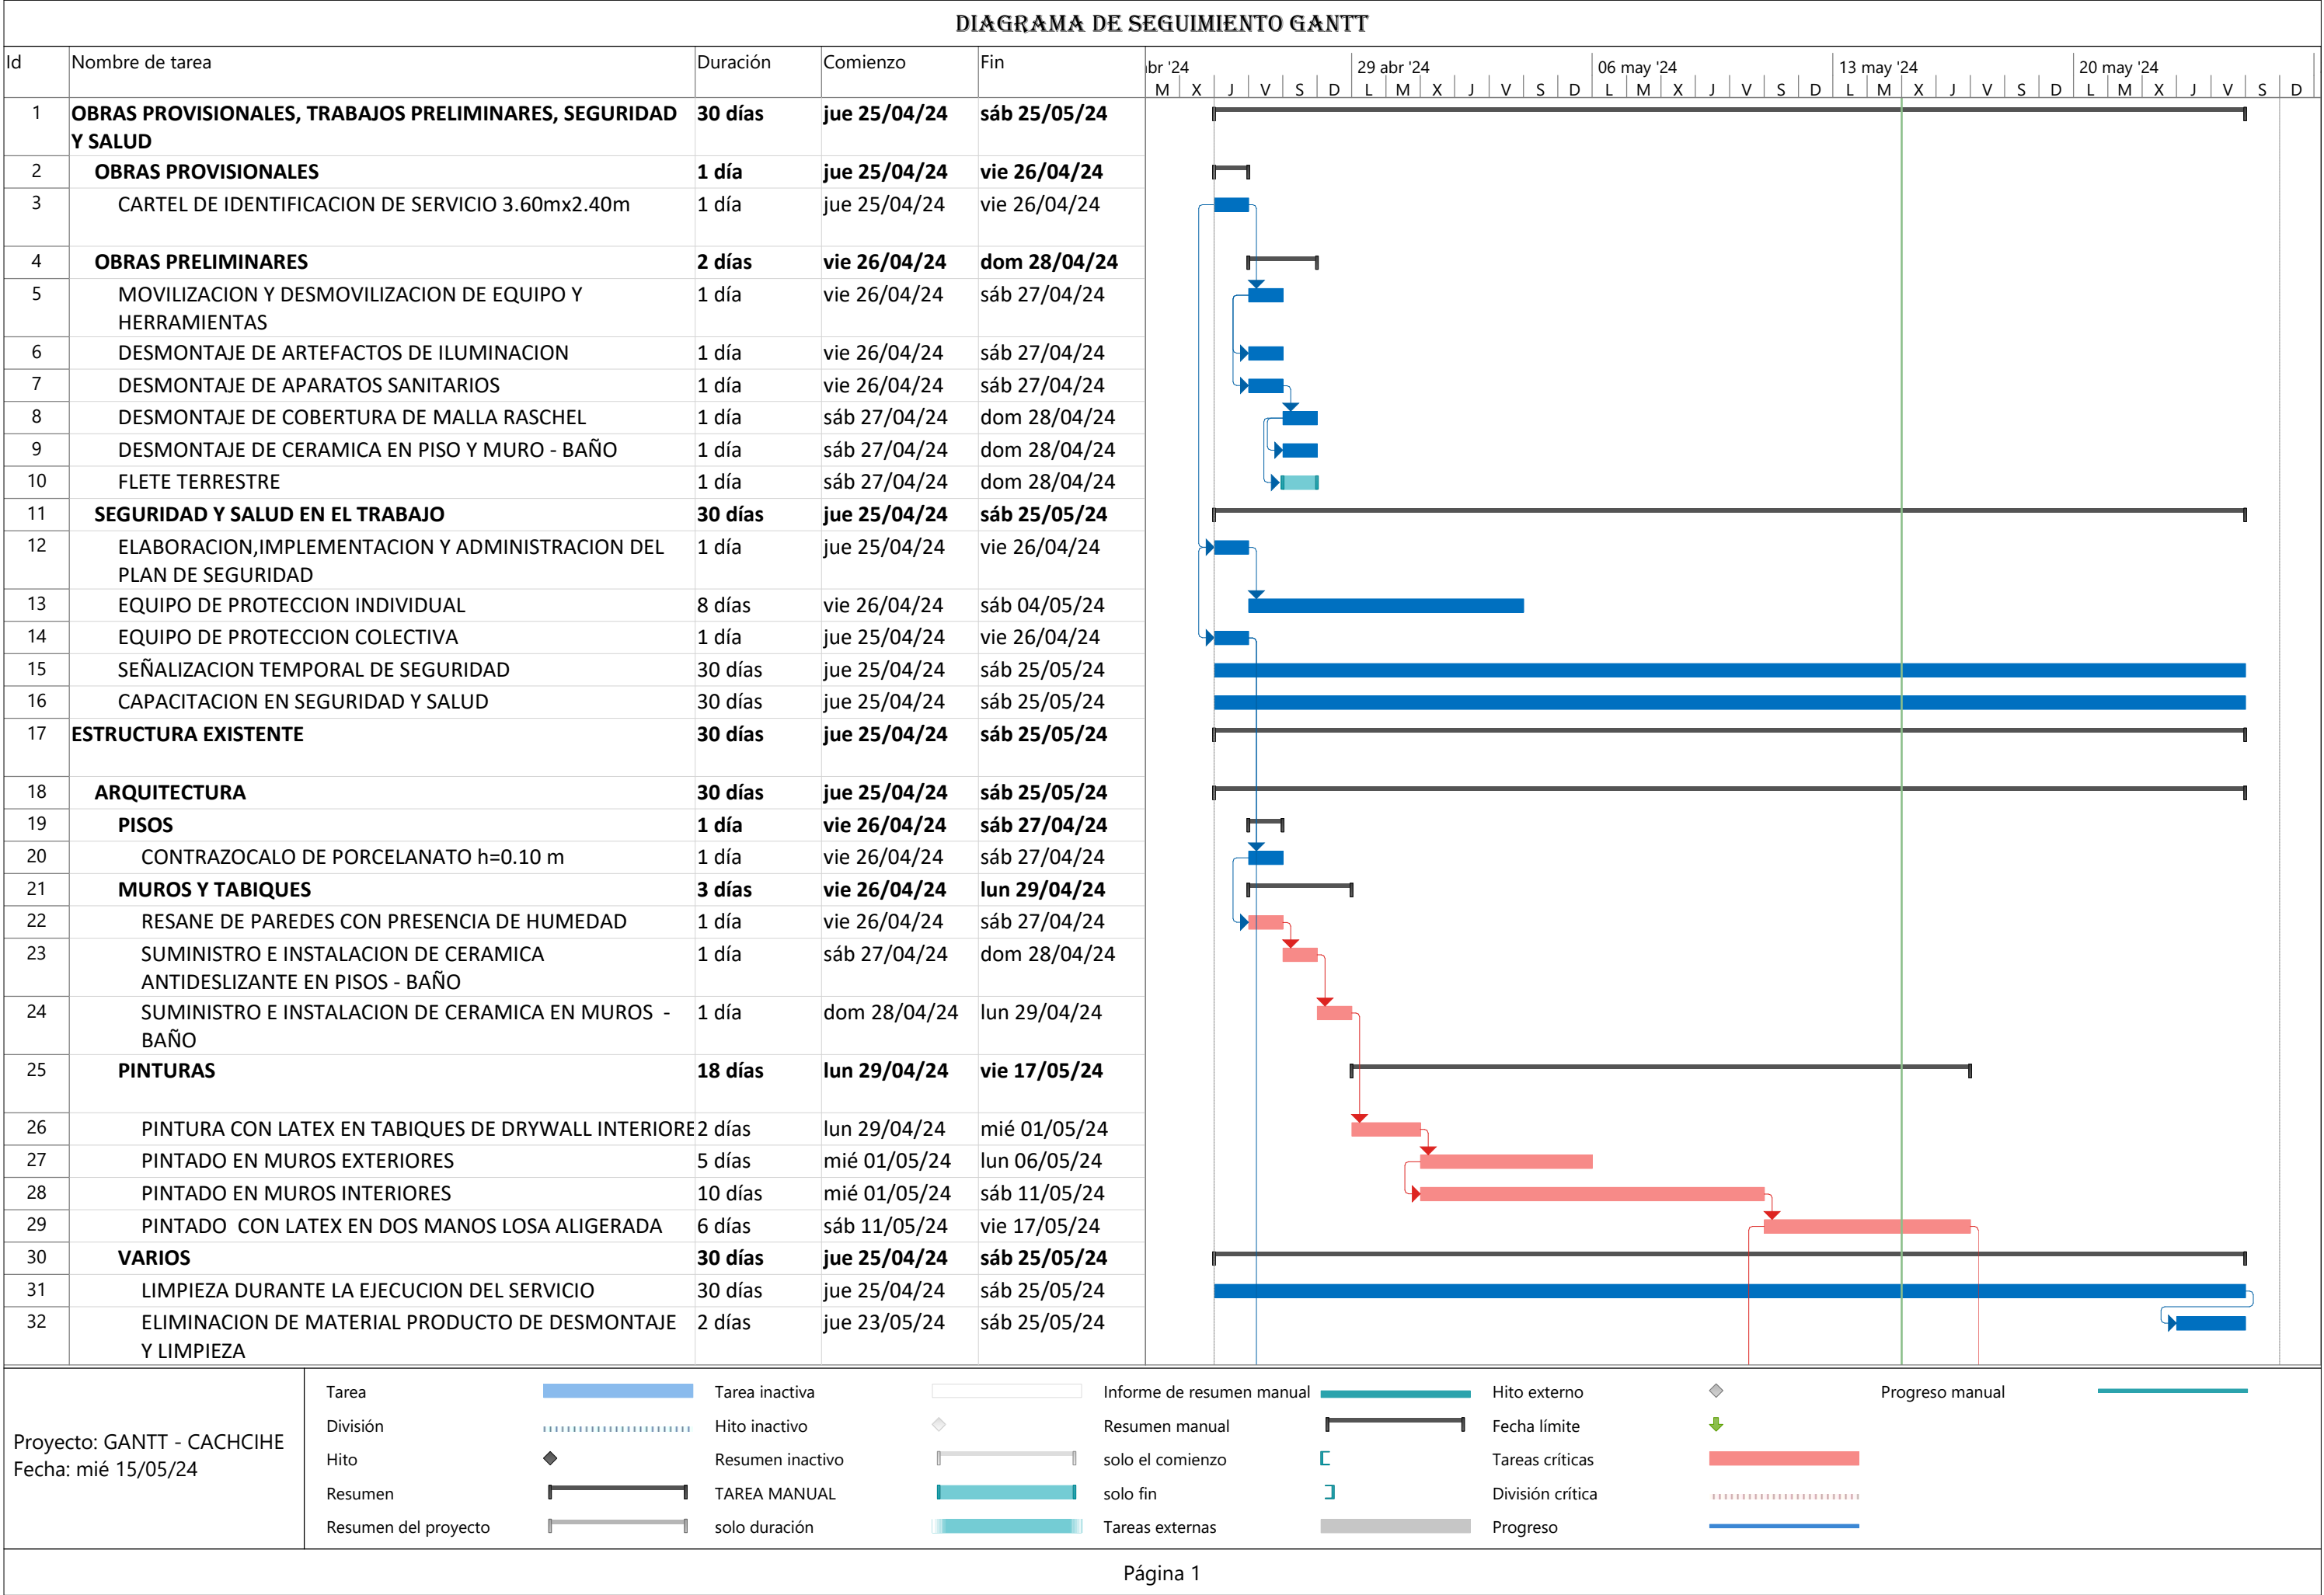 DIAGRAMA DE SEGUIMIENTO GANTT
Id Nombre de tarea Duración Comienzo Fin
br '24 29 abr '24 06 may '24 13 may '24 20 may '24
M X J V S D L M X J V S D L M X J V S D L M X J V S D L M X J V S D
1 OBRAS PROVISIONALES, TRABAJOS PRELIMINARES, SEGURIDAD 30 días jue 25/04/24 sáb 25/05/24
Y SALUD
2 OBRAS PROVISIONALES 1 día jue 25/04/24 vie 26/04/24
3 CARTEL DE IDENTIFICACION DE SERVICIO 3.60mx2.40m 1 día jue 25/04/24 vie 26/04/24
4 OBRAS PRELIMINARES 2 días vie 26/04/24 dom 28/04/24
5 MOVILIZACION Y DESMOVILIZACION DE EQUIPO Y 1 día vie 26/04/24 sáb 27/04/24
HERRAMIENTAS
6 DESMONTAJE DE ARTEFACTOS DE ILUMINACION 1 día vie 26/04/24 sáb 27/04/24
7 DESMONTAJE DE APARATOS SANITARIOS 1 día vie 26/04/24 sáb 27/04/24
8 DESMONTAJE DE COBERTURA DE MALLA RASCHEL 1 día sáb 27/04/24 dom 28/04/24
9 DESMONTAJE DE CERAMICA EN PISO Y MURO - BAÑO 1 día sáb 27/04/24 dom 28/04/24
10 FLETE TERRESTRE 1 día sáb 27/04/24 dom 28/04/24
11 SEGURIDAD Y SALUD EN EL TRABAJO 30 días jue 25/04/24 sáb 25/05/24
12 ELABORACION,IMPLEMENTACION Y ADMINISTRACION DEL 1 día jue 25/04/24 vie 26/04/24
PLAN DE SEGURIDAD
13 EQUIPO DE PROTECCION INDIVIDUAL 8 días vie 26/04/24 sáb 04/05/24
14 EQUIPO DE PROTECCION COLECTIVA 1 día jue 25/04/24 vie 26/04/24
15 SEÑALIZACION TEMPORAL DE SEGURIDAD 30 días jue 25/04/24 sáb 25/05/24
16 CAPACITACION EN SEGURIDAD Y SALUD 30 días jue 25/04/24 sáb 25/05/24
17 ESTRUCTURA EXISTENTE 30 días jue 25/04/24 sáb 25/05/24
18 ARQUITECTURA 30 días jue 25/04/24 sáb 25/05/24
19 PISOS 1 día vie 26/04/24 sáb 27/04/24
20 CONTRAZOCALO DE PORCELANATO h=0.10 m 1 día vie 26/04/24 sáb 27/04/24
21 MUROS Y TABIQUES 3 días vie 26/04/24 lun 29/04/24
22 RESANE DE PAREDES CON PRESENCIA DE HUMEDAD 1 día vie 26/04/24 sáb 27/04/24
23 SUMINISTRO E INSTALACION DE CERAMICA 1 día sáb 27/04/24 dom 28/04/24
ANTIDESLIZANTE EN PISOS - BAÑO
24 SUMINISTRO E INSTALACION DE CERAMICA EN MUROS - 1 día dom 28/04/24 lun 29/04/24
BAÑO
25 PINTURAS 18 días lun 29/04/24 vie 17/05/24
26 PINTURA CON LATEX EN TABIQUES DE DRYWALL INTERIORE 2 días lun 29/04/24 mié 01/05/24
27 PINTADO EN MUROS EXTERIORES 5 días mié 01/05/24 lun 06/05/24
28 PINTADO EN MUROS INTERIORES 10 días mié 01/05/24 sáb 11/05/24
29 PINTADO CON LATEX EN DOS MANOS LOSA ALIGERADA 6 días sáb 11/05/24 vie 17/05/24
30 VARIOS 30 días jue 25/04/24 sáb 25/05/24
31 LIMPIEZA DURANTE LA EJECUCION DEL SERVICIO 30 días jue 25/04/24 sáb 25/05/24
32 ELIMINACION DE MATERIAL PRODUCTO DE DESMONTAJE 2 días jue 23/05/24 sáb 25/05/24
Y LIMPIEZA
Proyecto: GANTT - CACHCIHE
Fecha: mié 15/05/24
Tarea Tarea inactiva Informe de resumen manual Hito externo Progreso manual
División Hito inactivo Resumen manual Fecha límite
Hito Resumen inactivo solo el comienzo Tareas críticas
Resumen TAREA MANUAL solo fin División crítica
Resumen del proyecto solo duración Tareas externas Progreso
Página 1